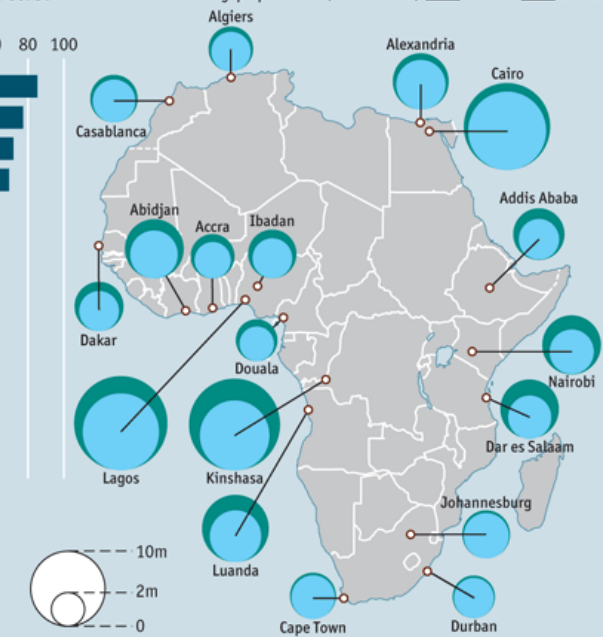 Algiers
80 100
Alexandria
Cairo
Casablanca
Addis Ababa
Abidjan
Accra
Ibadan
Dakar
Douala
Nairobi
Dar es Salaam
Lagos
Kinshasa
Johannesburg
Luanda
10m
2m
0
Cape Town
Durban